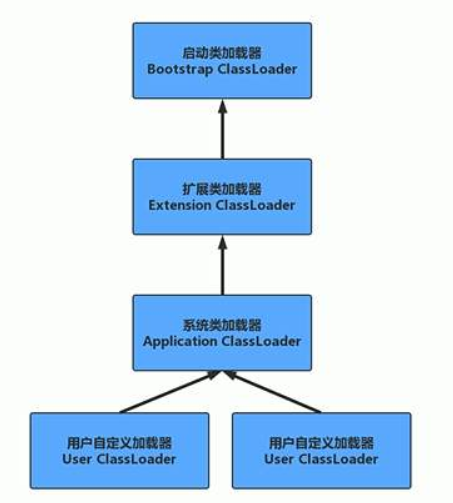 启动类加载器
Bootstrap ClassLoader
扩展类加载器
Extension ClassLoader
系统类加载器
Application ClassLoader
用户自定义加载器
User ClassLoader
用户自定义加载器
User ClassLoader